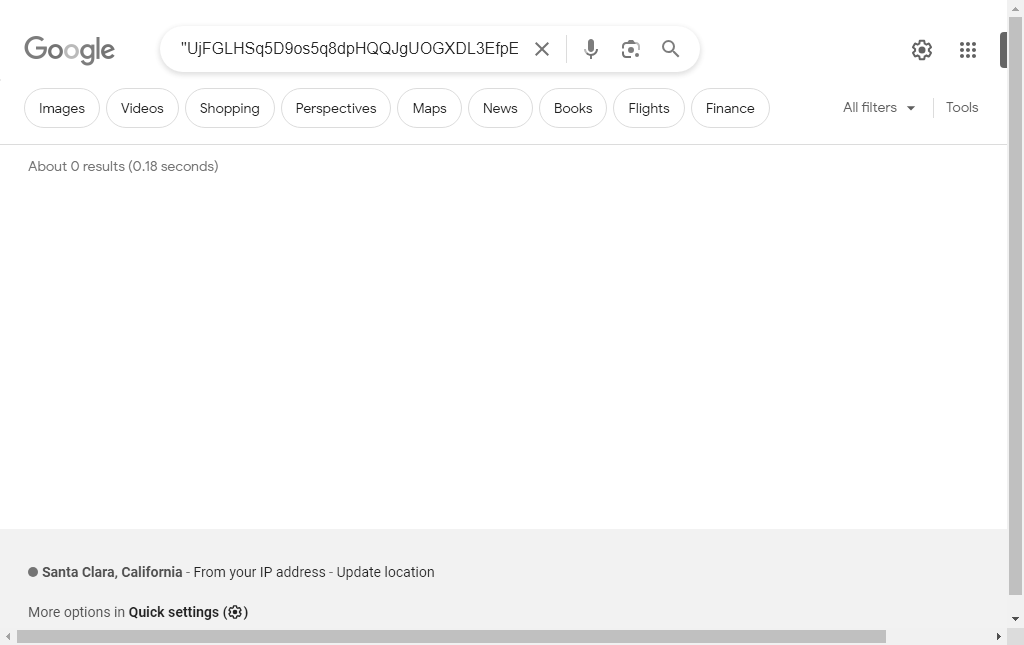 Google
"UjFGLHSq5D9os5q8dpHQQJgUOGXDL3EfpE
Images Videos Shopping Perspectives Maps News Books Flights Finance All filters Tools
About 0 results (0.18 seconds)
Santa Clara, California - From your IP address - Update location
More options in Quick settings ( )